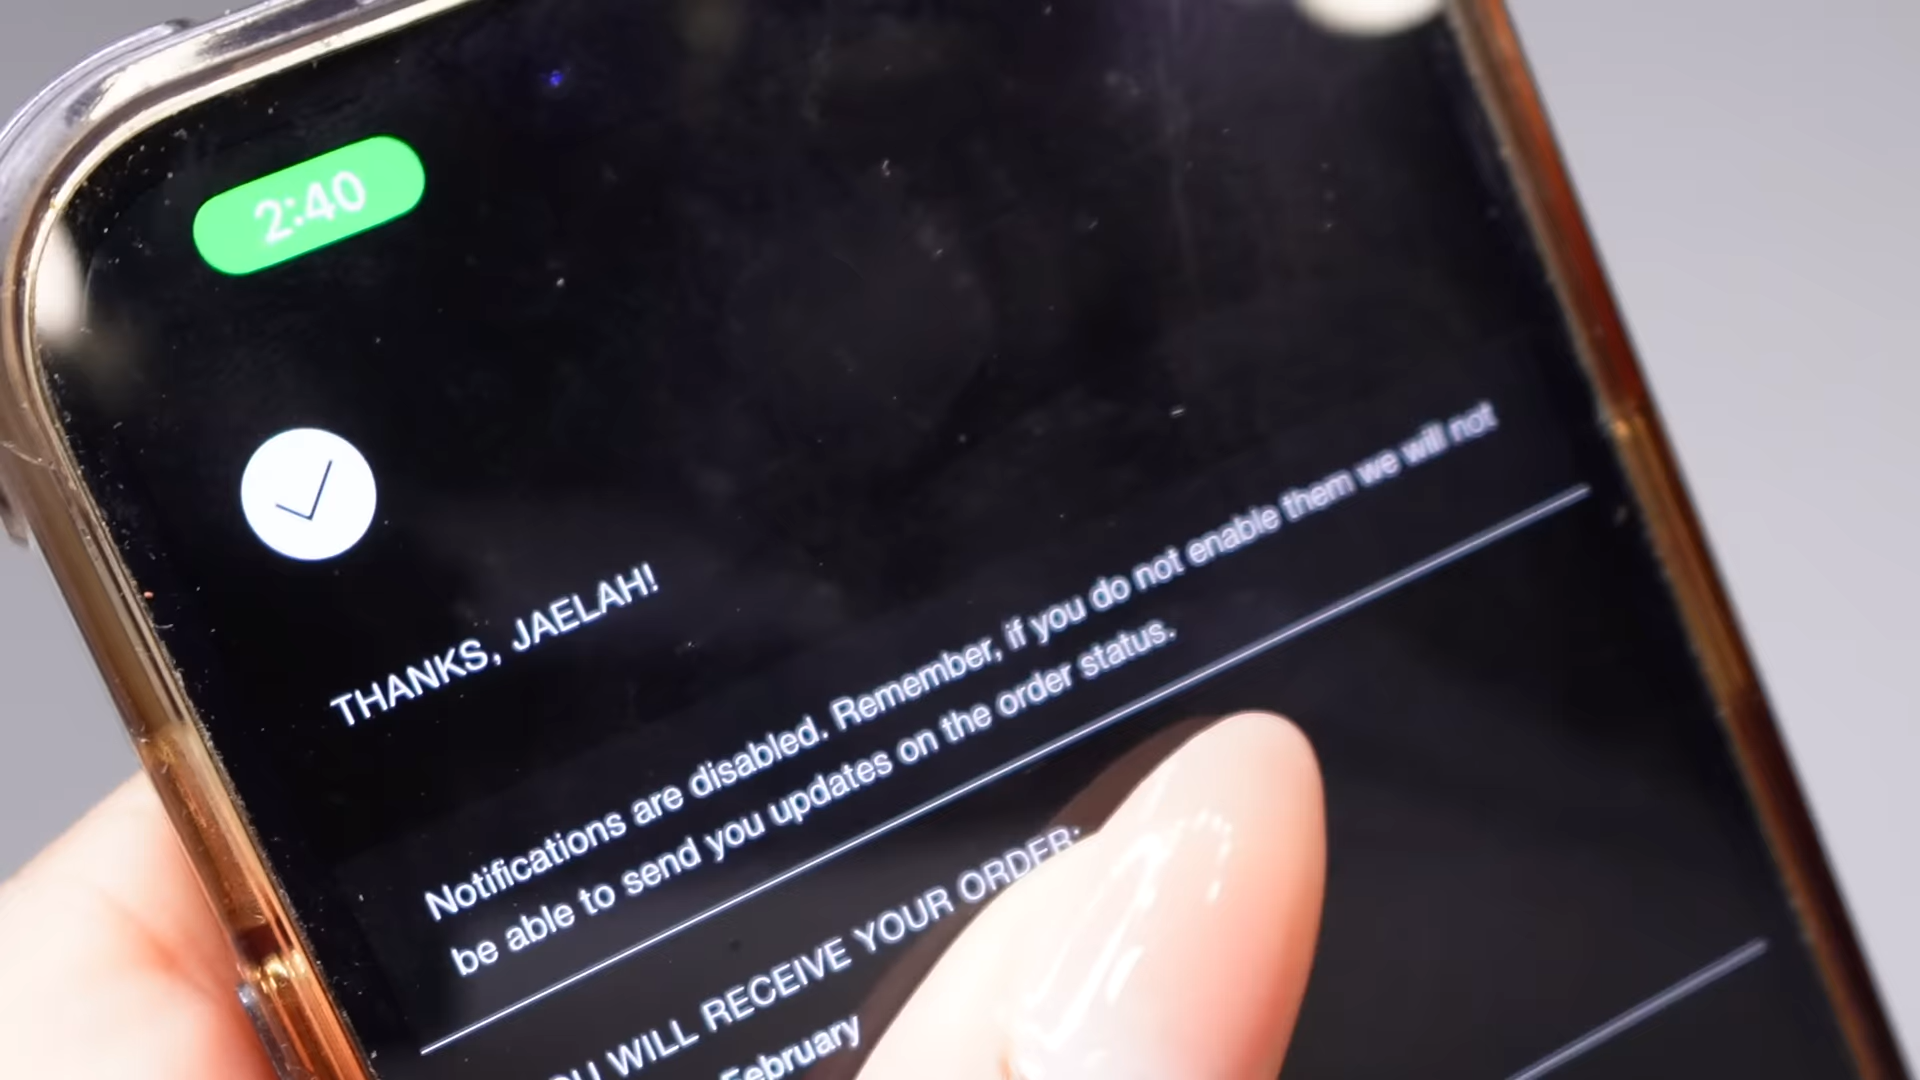 2:40
THANKS, JAELAH!
Notifications are disabled. Remember, if you do not enable them we will not
be able to send you updates on the order status.
WILL RECEIVE YOUR ORDER:
February